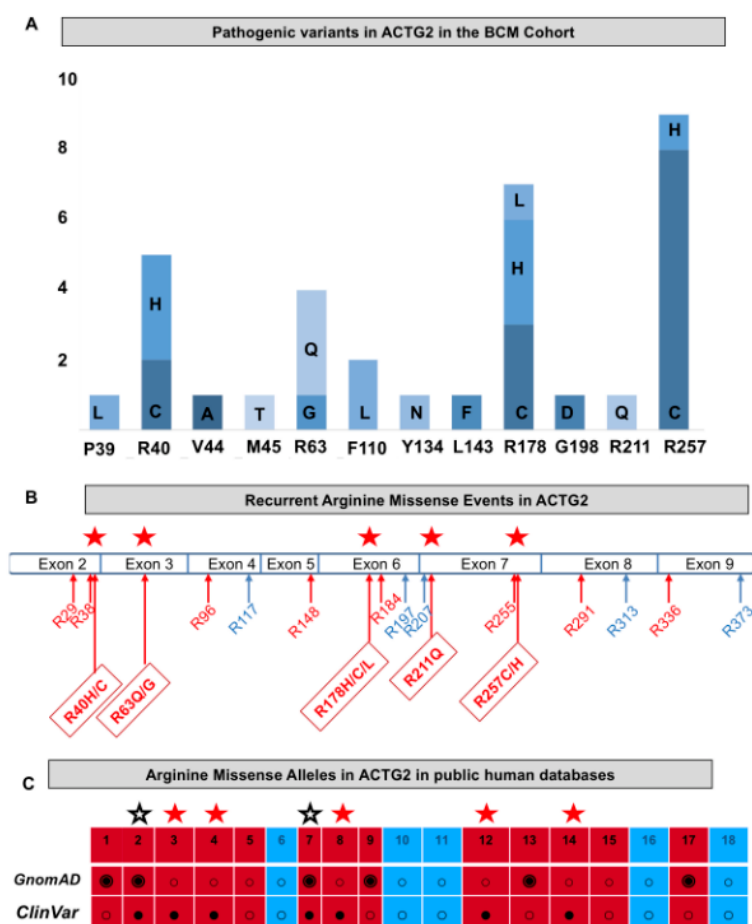 A
Pathogenic variants in ACTG2 in the BCM Cohort
10
8
6
4
2
L
H
C
A
T
Q
G
L
N
F
L
H
C
D
Q
H
C
P39 R40 V44 M45 R63 F110 Y134 L143 R178 G198 R211 R257
B
Recurrent Arginine Missense Events in ACTG2
Exon 2 Exon 3 Exon 4 Exon 5 Exon 6 Exon 7 Exon 8 Exon 9
R29 R38 R96 R117 R148 R184 R197 R207 R255 R291 R313 R336 R373
R40H/C R63Q/G R178H/C/L R211Q R257C/H
C
Arginine Missense Alleles in ACTG2 in public human databases
1 2 3 4 5 6 7 8 9 10 11 12 13 14 15 16 17 18
GnomAD
ClinVar